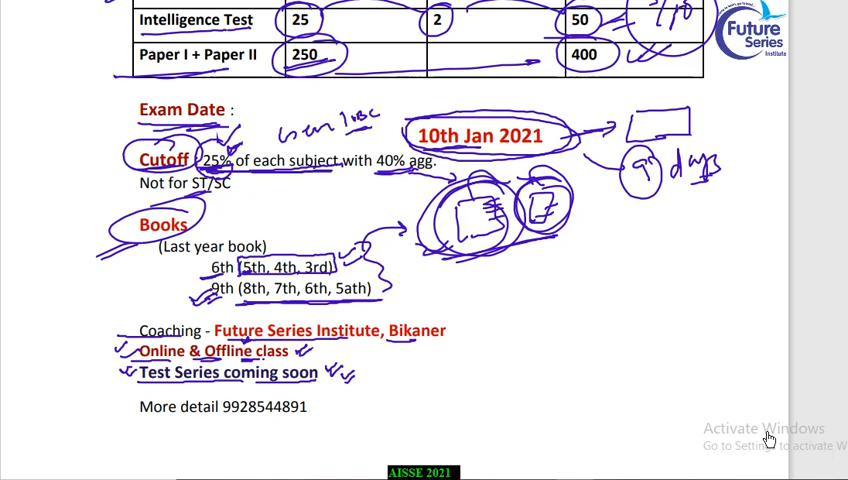 Intelligence Test 25 2 50
Paper I + Paper II 250 400
Future
Series
Institute
Exam Date :
10th Jan 2021
Cutoff 25% of each subject with 40% agg.
days
Not for ST/SC
Books
(Last year book)
6th (5th, 4th, 3rd)
9th (8th, 7th, 6th, 5ath)
Coaching - Future Series Institute, Bikaner
Online & Offline class
Test Series coming soon
More detail 9928544891
Activate Windows
Go to Settings to activate W
AISSE 2021